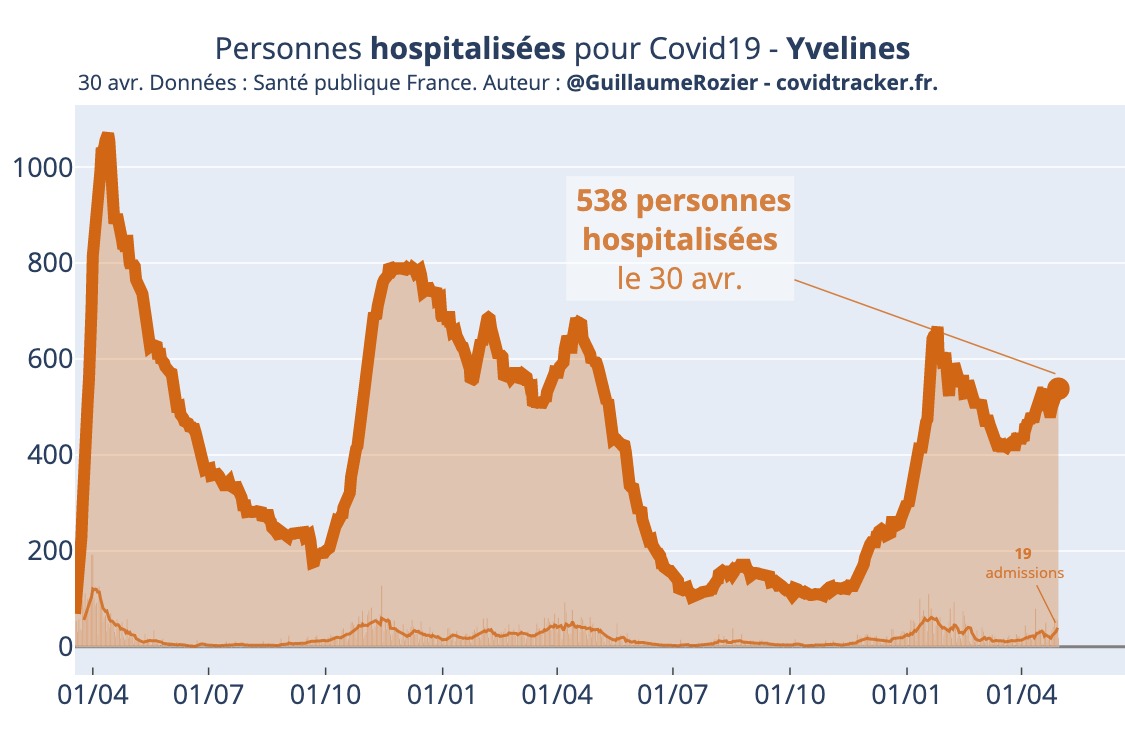 Personnes hospitalisées pour Covid19 - Yvelines
30 avr. Données : Santé publique France. Auteur : @GuillaumeRozier - covidtracker.fr.
1000
800
600
400
200
0
538 personnes
hospitalisées
le 30 avr.
19
admissions
01/04 01/07 01/10 01/01 01/04 01/07 01/10 01/01 01/04